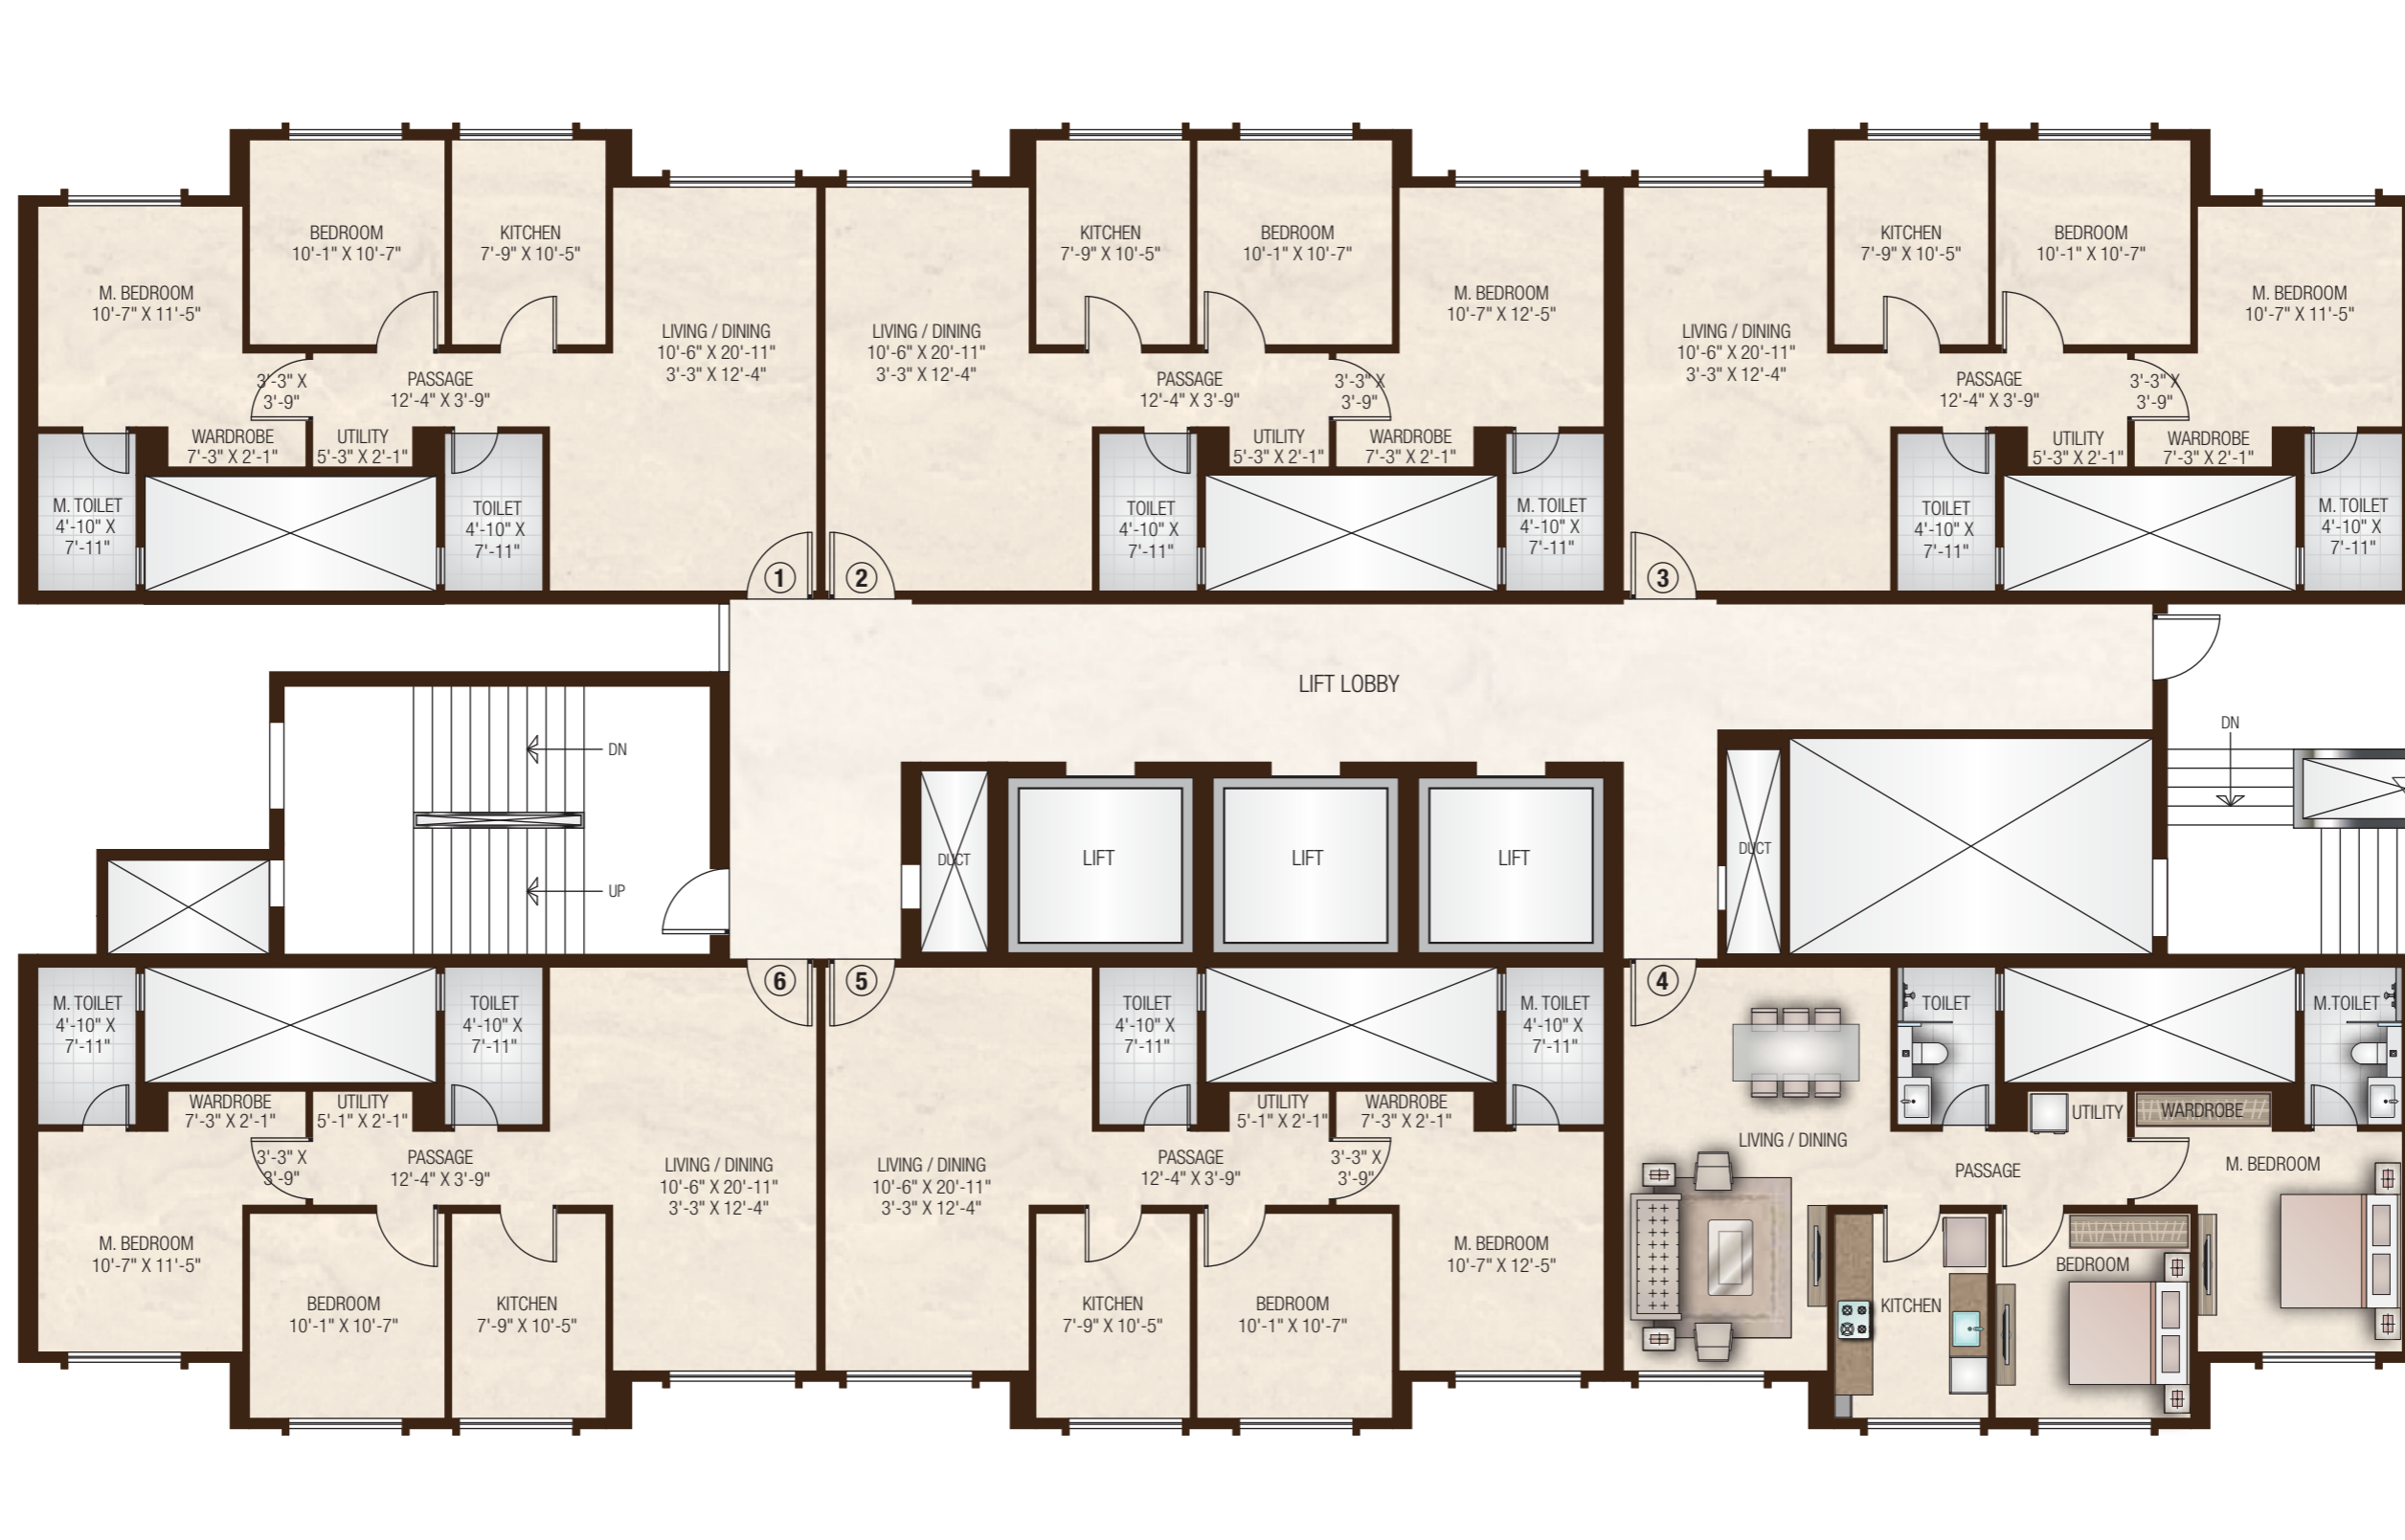 BEDROOM
10'-1" X 10'-7"
KITCHEN
7'-9" X 10'-5"
M. BEDROOM
10'-7" X 11'-5"
LIVING / DINING
10'-6" X 20'-11"
3'-3" X 12'-4"
3'-3" X
3'-9"
PASSAGE
12'-4" X 3'-9"
WARDROBE
7'-3" X 2'-1"
UTILITY
5'-3" X 2'-1"
M. TOILET
4'-10" X
7'-11"
TOILET
4'-10" X
7'-11"
1
KITCHEN
7'-9" X 10'-5"
BEDROOM
10'-1" X 10'-7"
M. BEDROOM
10'-7" X 12'-5"
LIVING / DINING
10'-6" X 20'-11"
3'-3" X 12'-4"
PASSAGE
12'-4" X 3'-9"
3'-3" X
3'-9"
UTILITY
5'-3" X 2'-1"
WARDROBE
7'-3" X 2'-1"
TOILET
4'-10" X
7'-11"
M. TOILET
4'-10" X
7'-11"
2
KITCHEN
7'-9" X 10'-5"
BEDROOM
10'-1" X 10'-7"
M. BEDROOM
10'-7" X 11'-5"
LIVING / DINING
10'-6" X 20'-11"
3'-3" X 12'-4"
PASSAGE
12'-4" X 3'-9"
3'-3" X
3'-9"
UTILITY
5'-3" X 2'-1"
WARDROBE
7'-3" X 2'-1"
TOILET
4'-10" X
7'-11"
M. TOILET
4'-10" X
7'-11"
3
LIFT LOBBY
DN
UP
DUCT
LIFT
LIFT
LIFT
DUCT
DN
6
M. TOILET
4'-10" X
7'-11"
TOILET
4'-10" X
7'-11"
WARDROBE
7'-3" X 2'-1"
UTILITY
5'-1" X 2'-1"
3'-3" X
3'-9"
PASSAGE
12'-4" X 3'-9"
LIVING / DINING
10'-6" X 20'-11"
3'-3" X 12'-4"
M. BEDROOM
10'-7" X 11'-5"
BEDROOM
10'-1" X 10'-7"
KITCHEN
7'-9" X 10'-5"
5
TOILET
4'-10" X
7'-11"
M. TOILET
4'-10" X
7'-11"
UTILITY
5'-1" X 2'-1"
WARDROBE
7'-3" X 2'-1"
LIVING / DINING
10'-6" X 20'-11"
3'-3" X 12'-4"
PASSAGE
12'-4" X 3'-9"
3'-3" X
3'-9"
M. BEDROOM
10'-7" X 12'-5"
KITCHEN
7'-9" X 10'-5"
BEDROOM
10'-1" X 10'-7"
4
TOILET
M.TOILET
UTILITY
WARDROBE
LIVING / DINING
PASSAGE
M. BEDROOM
BEDROOM
KITCHEN